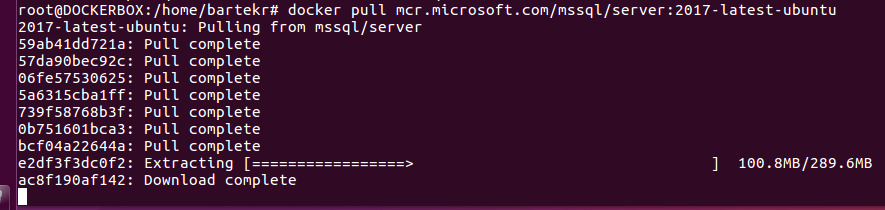 root@DOCKERBOX:/home/bartekr# docker pull mcr.microsoft.com/mssql/server:2017-latest-ubuntu
2017-latest-ubuntu: Pulling from mssql/server
59ab41dd721a: Pull complete
57da90bec92c: Pull complete
06fe57530625: Pull complete
5a6315cba1ff: Pull complete
739f58768b3f: Pull complete
0b751601bca3: Pull complete
bcf04a22644a: Pull complete
e2df3f3dc0f2: Extracting [==================>                                ]  100.8MB/289.6MB
ac8f190af142: Download complete